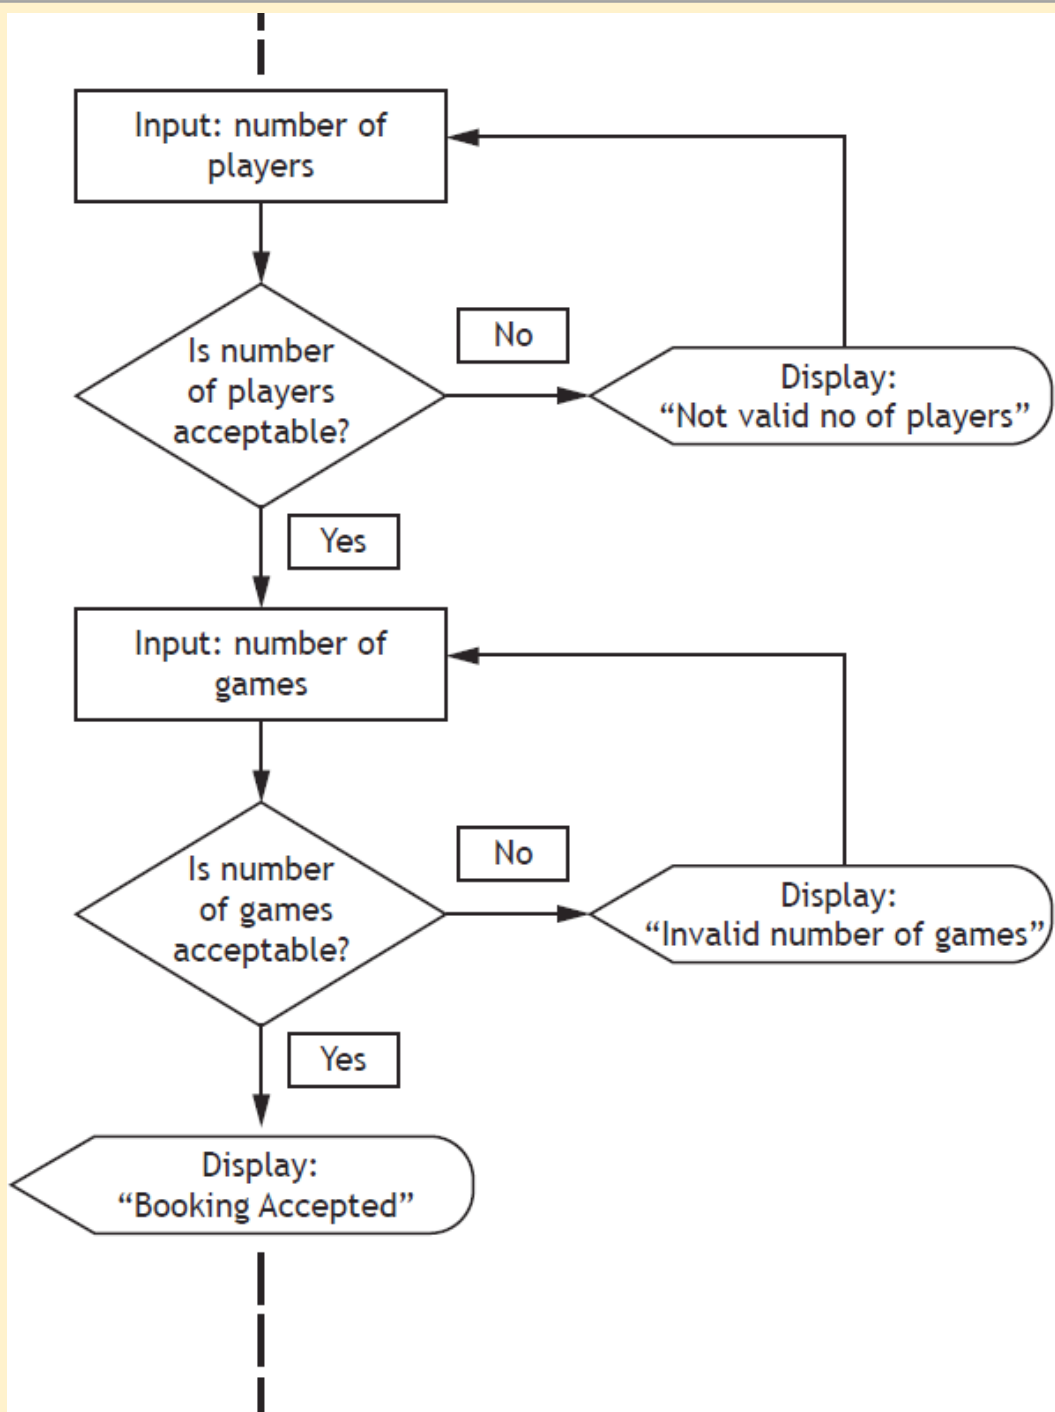 Input: number of
players
Is number
of players
acceptable?
No
Display:
“Not valid no of players”
Yes
Input: number of
games
Is number
of games
acceptable?
No
Display:
“Invalid number of games”
Yes
Display:
“Booking Accepted”